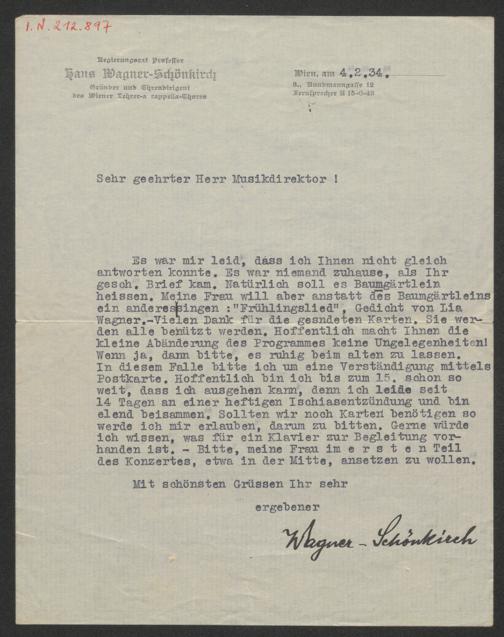 I.N. 212.897
Regierungsrat Professor
Hans Wagner-Schönkirch
Gründer und Ehrendirigent
des Wiener Lehrer-a cappella-Chores
Wien, am 4.2.34.
Fernsprecher U 15-0-43
Sehr geehrter Herr Musikdirektor !
Es war mir leid, dass ich Ihnen nicht gleich
antworten konnte. Es war niemand zuhause, als Ihr
gesch. Brief kam. Natürlich soll es Baumgärtlein
heissen. Meine Frau will aber anstatt des Baumgärtleins
ein anderes singen :"Frühlingslied", Gedicht von Lia
Wagner.-Vielen Dank für die gesndeten Karten. Sie wer-
den alle benützt werden. Hoffentlich macht Ihnen die
kleine Abänderung des Programmes keine Ungelegenheiten!
Wenn ja, dann bitte, es ruhig beim alten zu lassen.
In diesem Falle bitte ich um eine Verständigung mittels
Postkarte. Hoffentlich bin ich bis zum 15. schon so
weit, dass ich ausgehen kann, denn ich leide seit
14 Tagen an einer heftigen Ischiasentzündung und bin
elend beisammen. Sollten wir noch Karten benötigen so
werde ich mir erlauben, darum zu bitten. Gerne würde
ich wissen, was für ein Klavier zur Begleitung vor-
handen ist. - Bitte, meine Frau im e r s t e n Teil
des Konzertes, etwa in der Mitte, ansetzen zu wollen.
Mit schönsten Grüssen Ihr sehr
ergebener
Wagner-Schönkirch